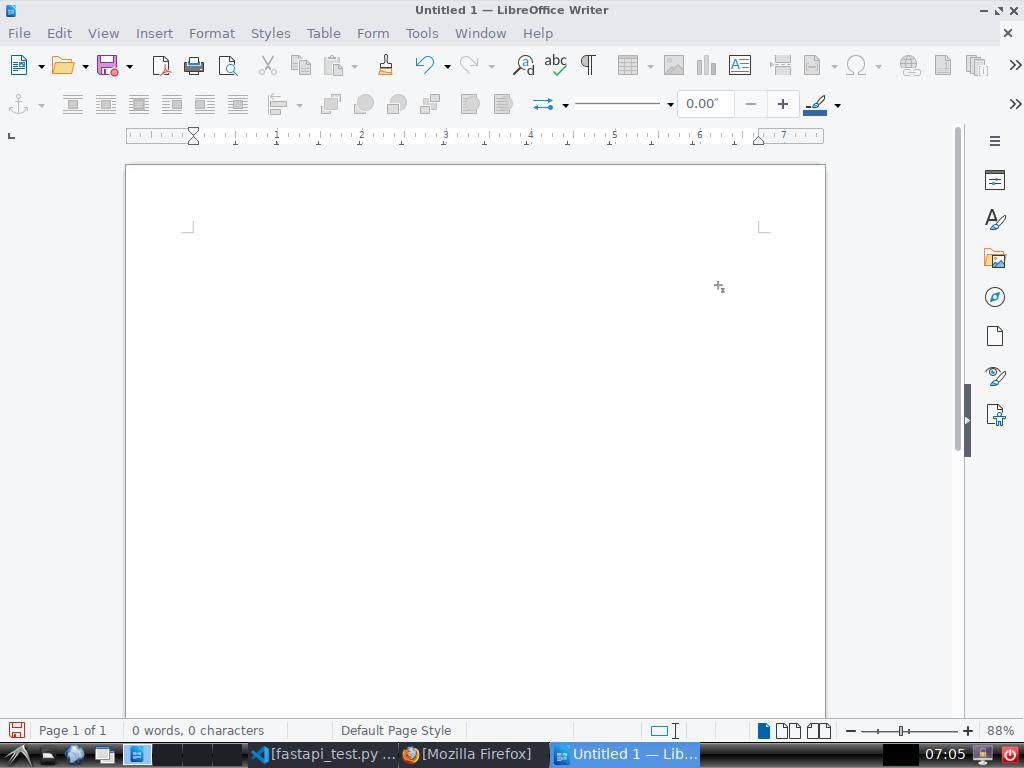 Untitled 1 — LibreOffice Writer
File Edit View Insert Format Styles Table Form Tools Window Help
abc
0.00″
1 2 3 4 5 6 7
Page 1 of 1 0 words, 0 characters Default Page Style 88%
[fastapi_test.py ... [Mozilla Firefox] Untitled 1 — Lib... 07:05